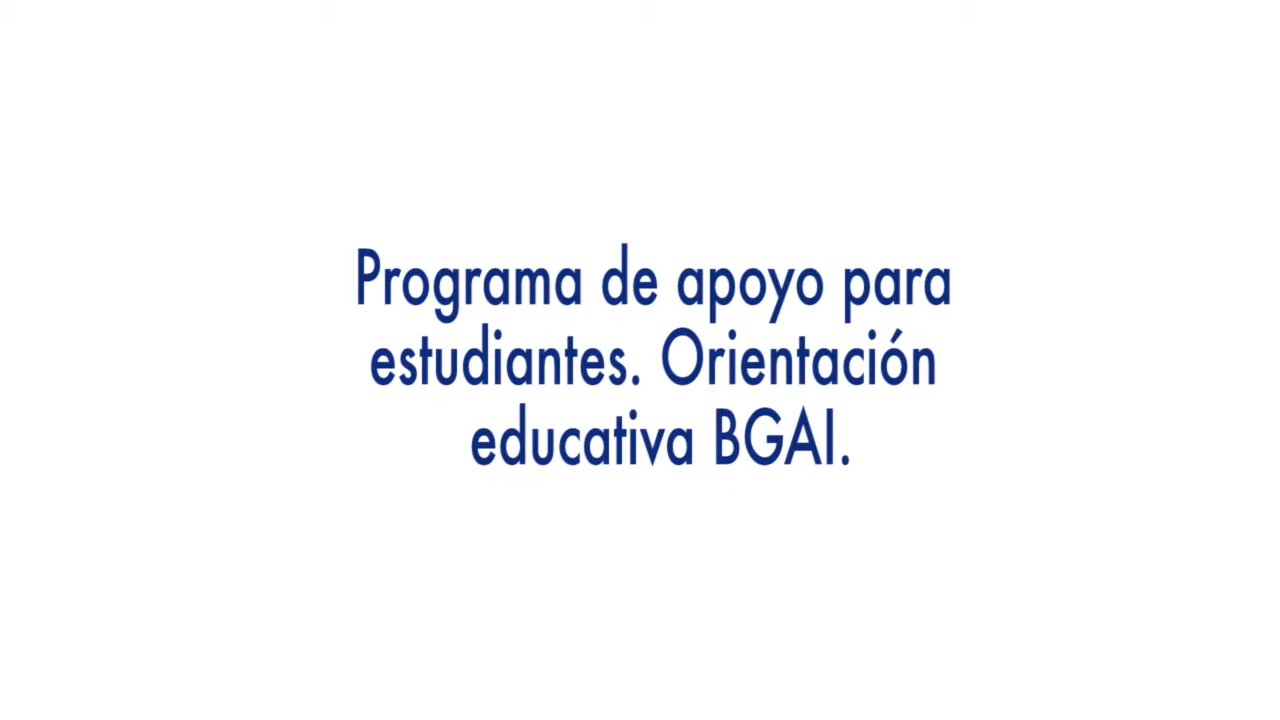 Programa de apoyo para
estudiantes. Orientación
educativa BGAI.